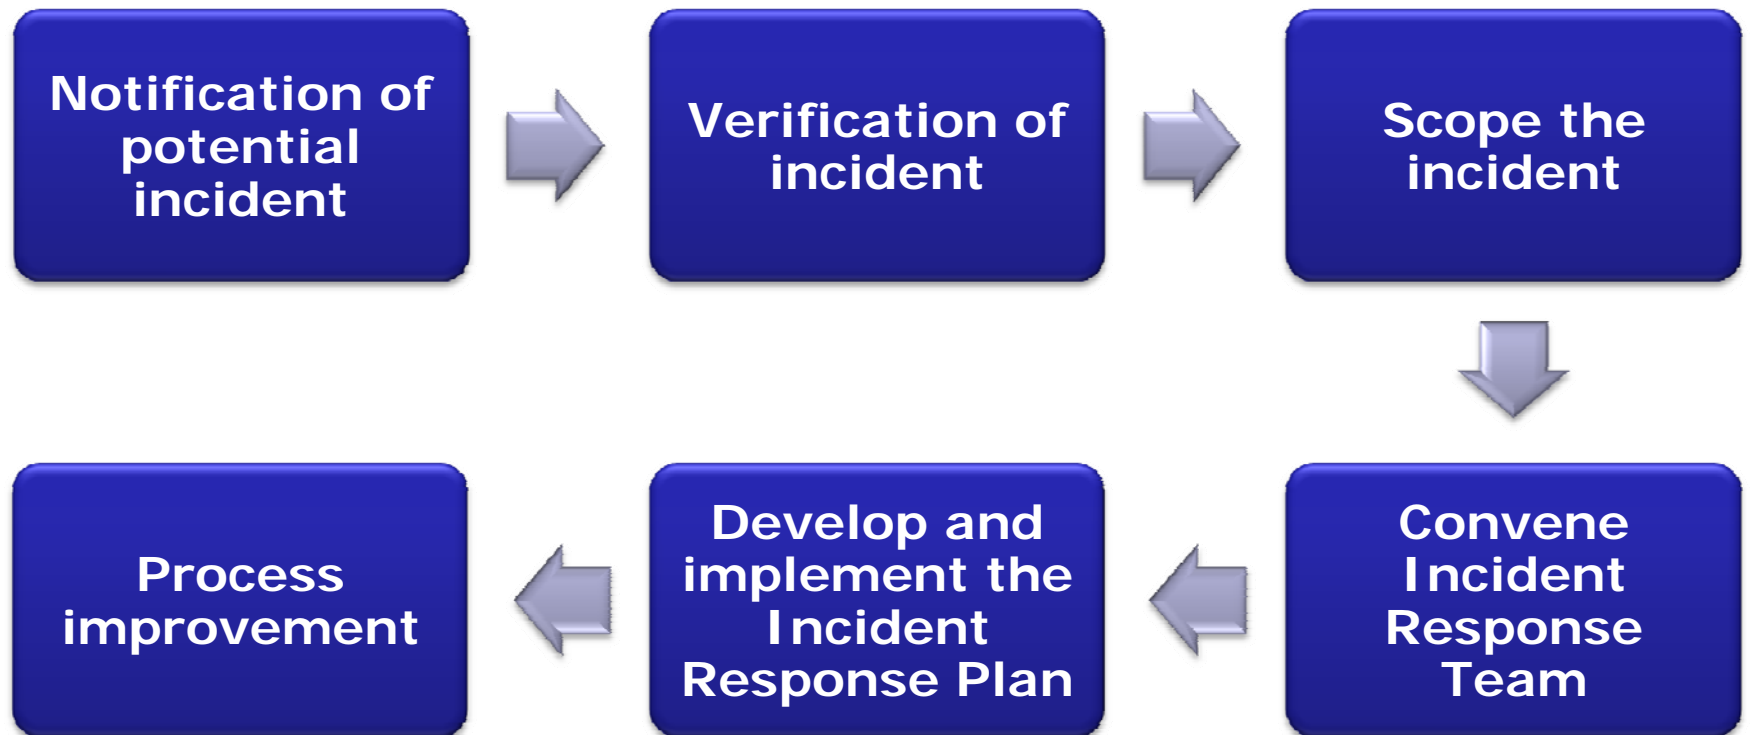 Notification of
potential
incident
Verification of
incident
Scope the
incident
Convene
Incident
Response
Team
Develop and
implement the
Incident
Response Plan
Process
improvement